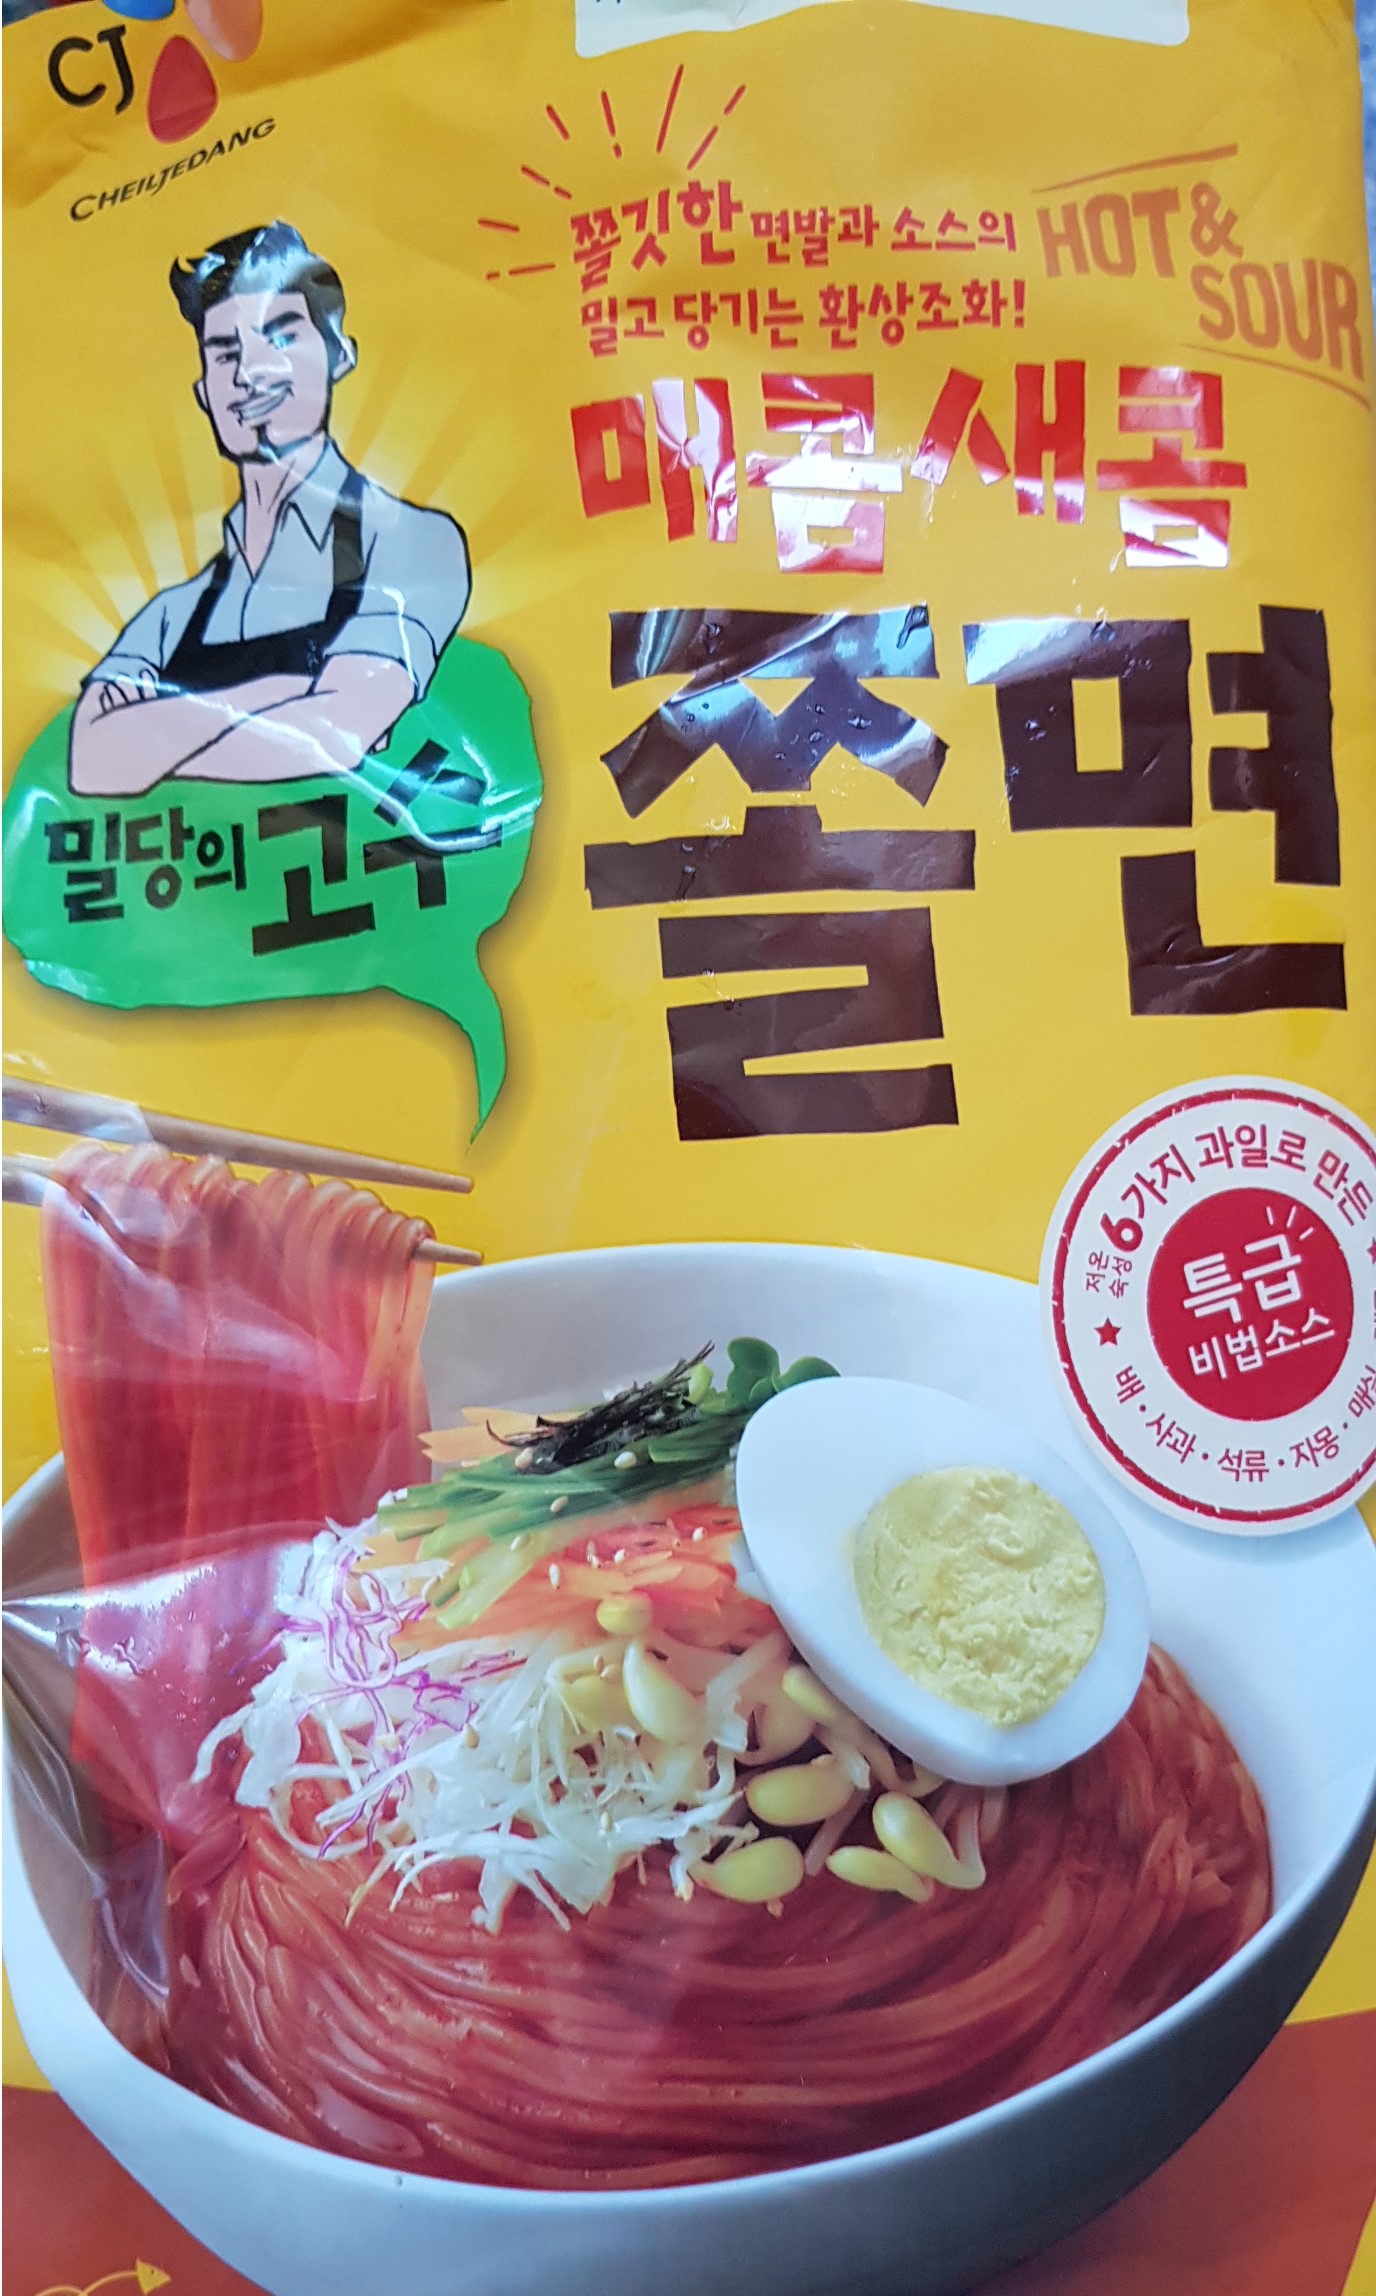 CJ
CHEILJEDANG
쫄깃한 면발과 소스의
밀고 당기는 환상조화!
HOT &
SOUR
매콤새콤
쫄면
밀당의 고수
저온
숙성
6가지 과일로 만든
특급
비법소스
배·사과·석류·자몽·